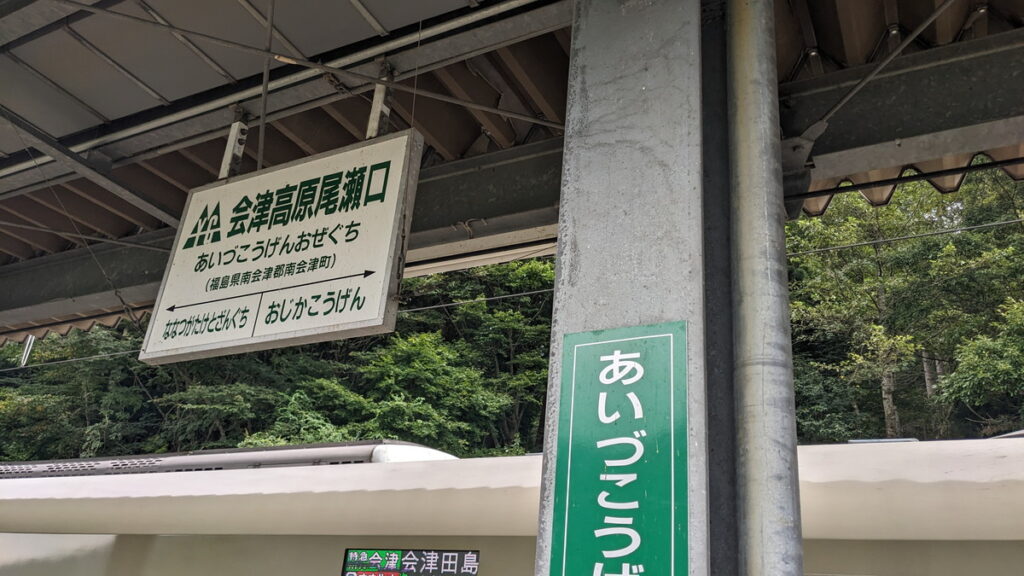 会津高原尾瀬口
あいづこうげんおぜぐち
(福島県南会津郡南会津町)
ななつがたけとざんぐち
おじかこうげん
あいづこうげ
特急 会津 会津田島